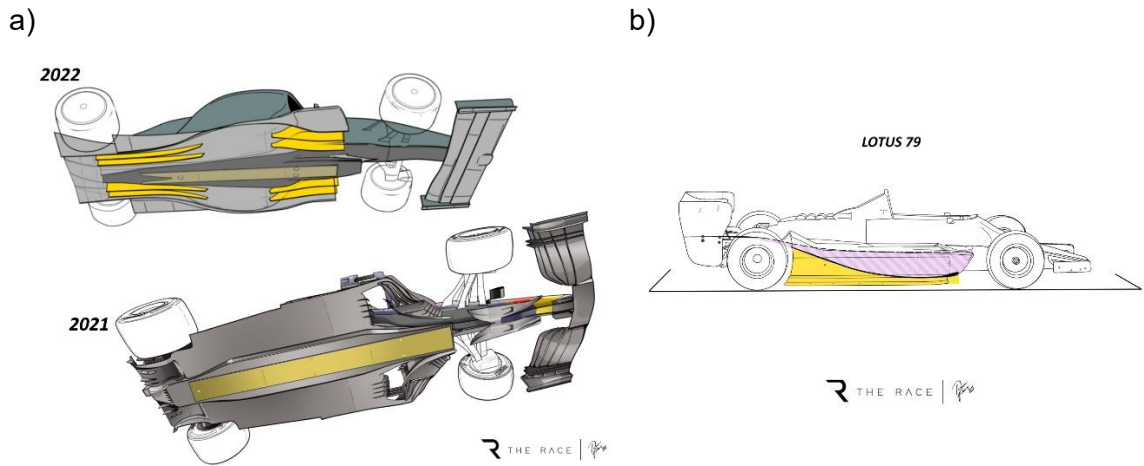 a)
b)
2022
LOTUS 79
2021
THE RACE
THE RACE